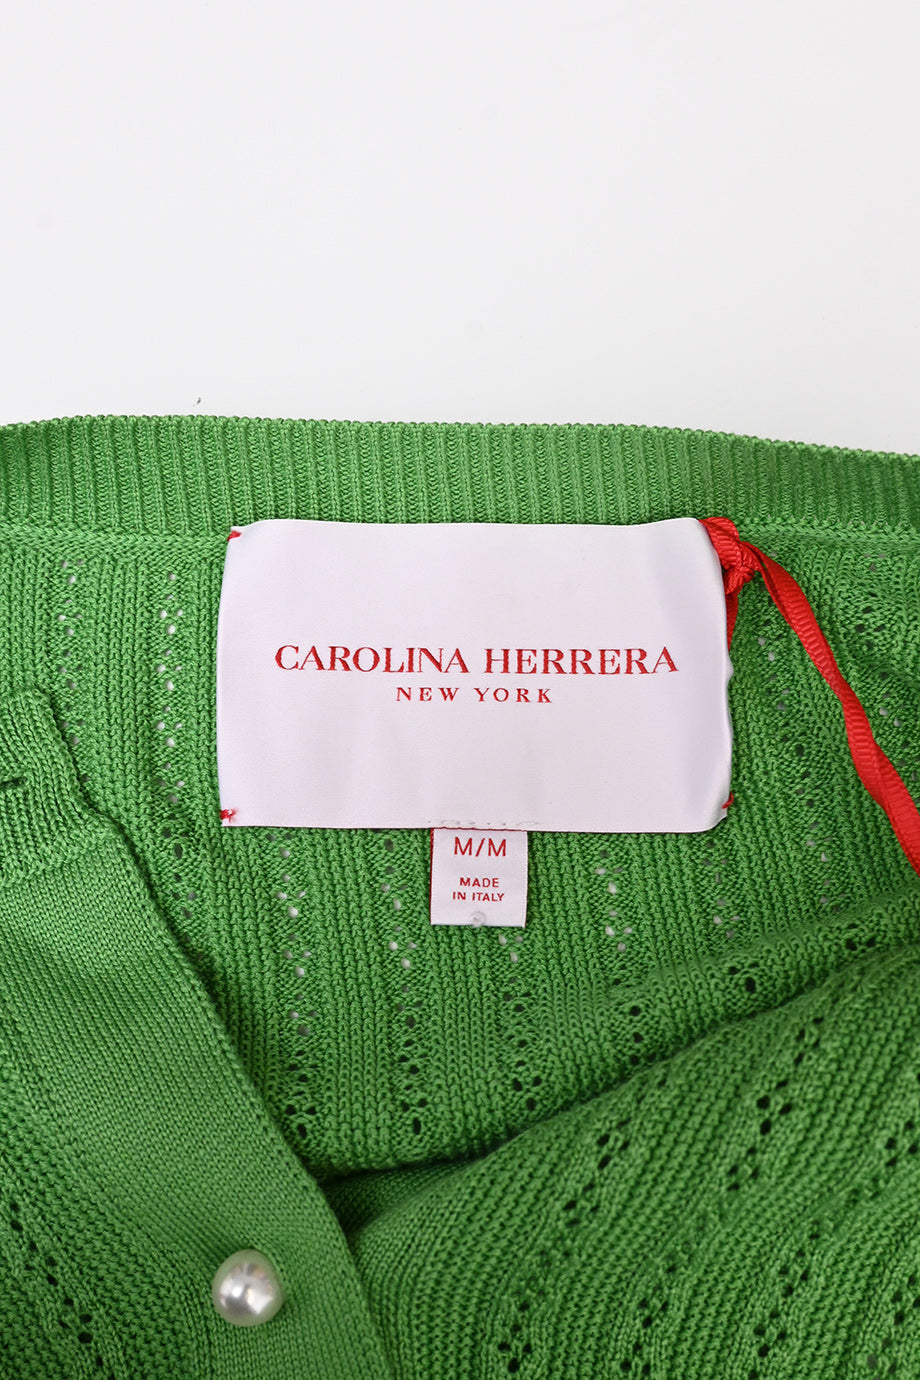 CAROLINA HERRERA
NEW YORK
M/M
MADE
IN ITALY